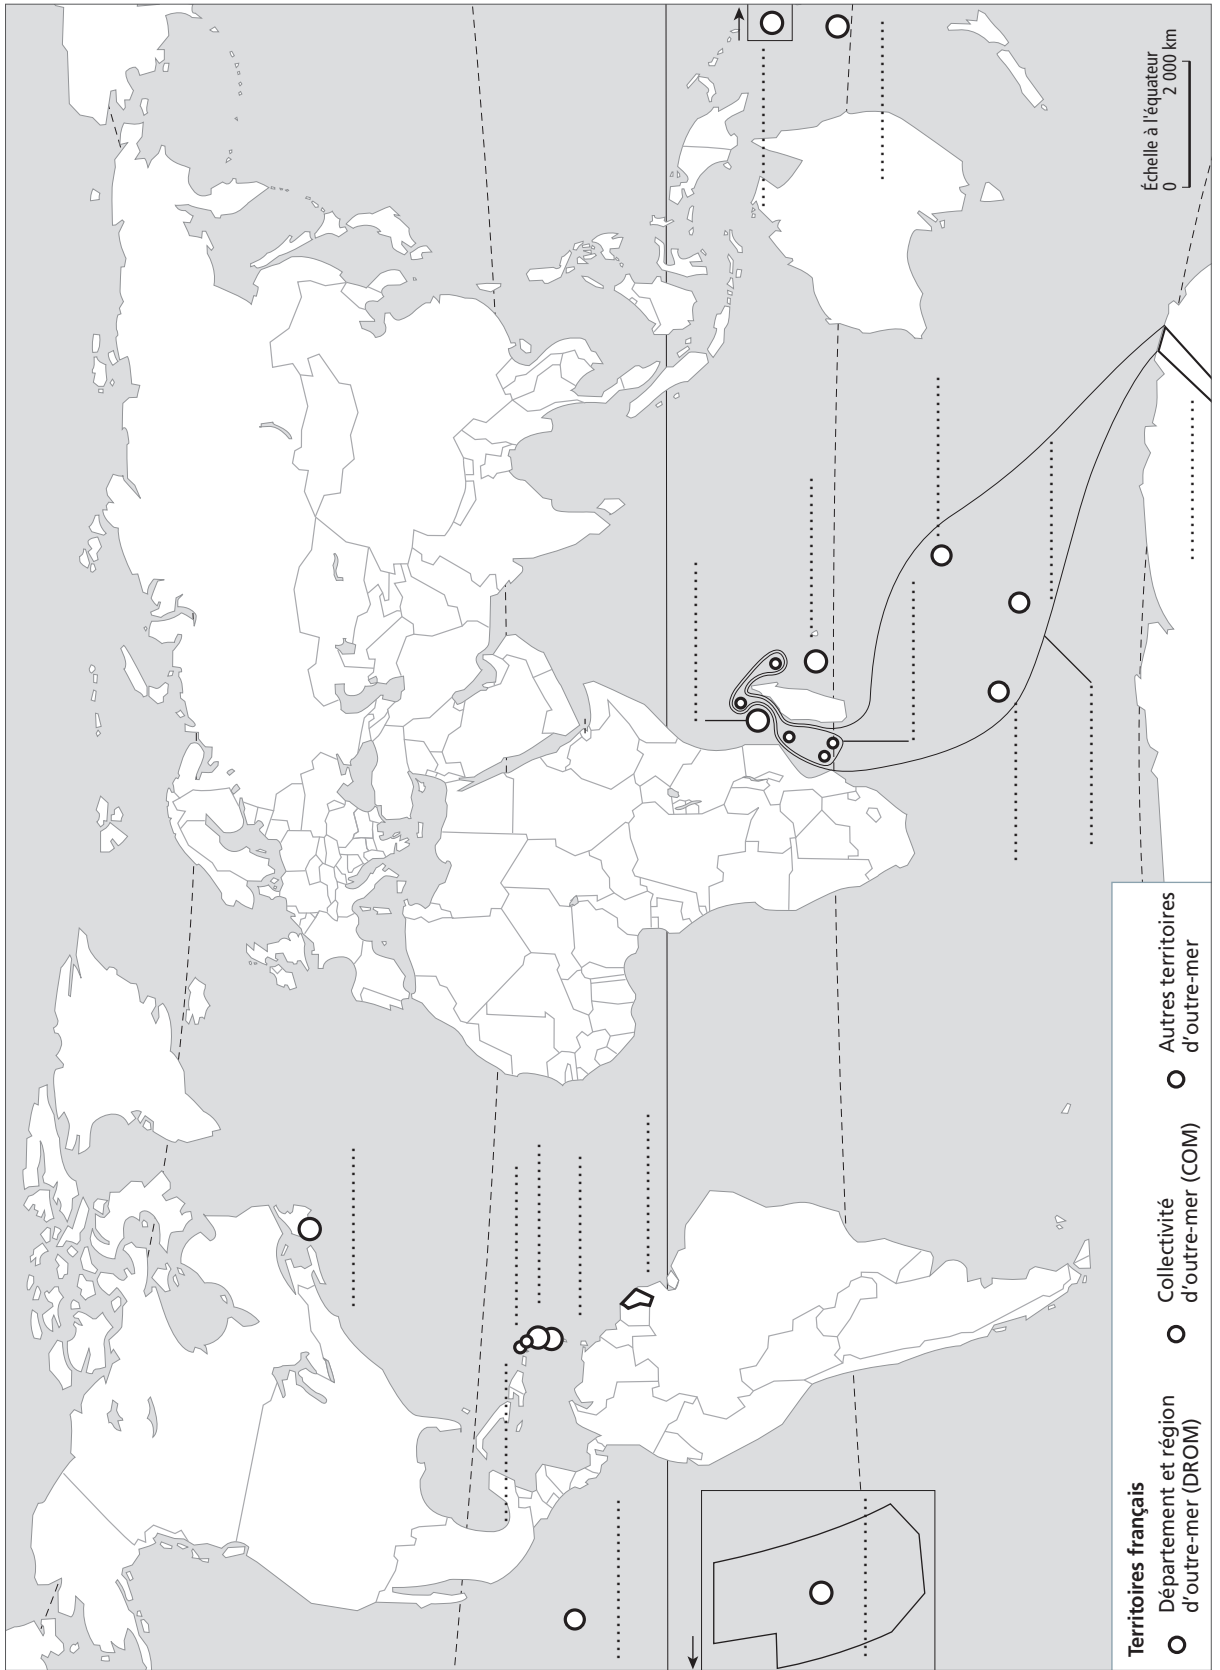 Échelle à l'équateur
0 2 000 km
Territoires français
Département et région
d'outre-mer (DROM)
Collectivité
d'outre-mer (COM)
Autres territoires
d'outre-mer